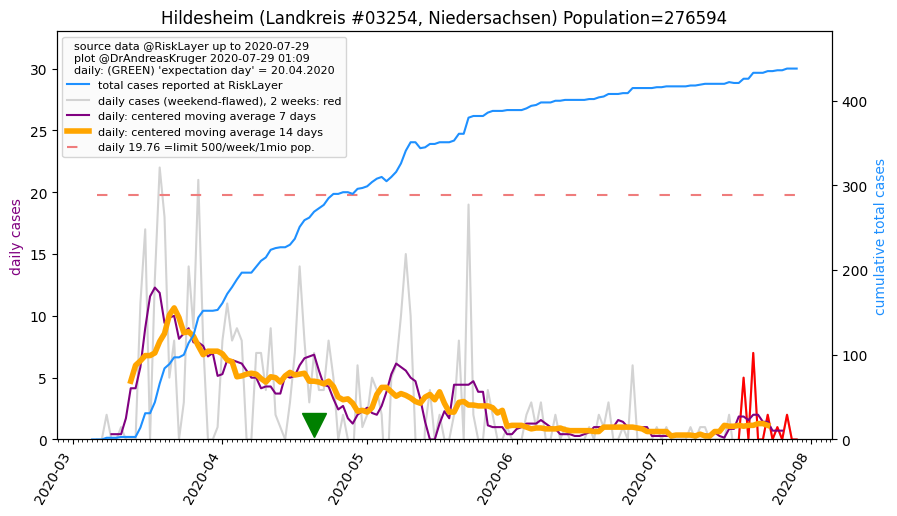 Hildesheim (Landkreis #03254, Niedersachsen) Population=276594
source data @RiskLayer up to 2020-07-29
plot @DrAndreasKruger 2020-07-29 01:09
daily: (GREEN) 'expectation day' = 20.04.2020
total cases reported at RiskLayer
daily cases (weekend-flawed), 2 weeks: red
daily: centered moving average 7 days
daily: centered moving average 14 days
daily 19.76 =limit 500/week/1mio pop.
daily cases
30
25
20
15
10
5
0
cumulative total cases
400
300
200
100
0
2020-03
2020-04
2020-05
2020-06
2020-07
2020-08